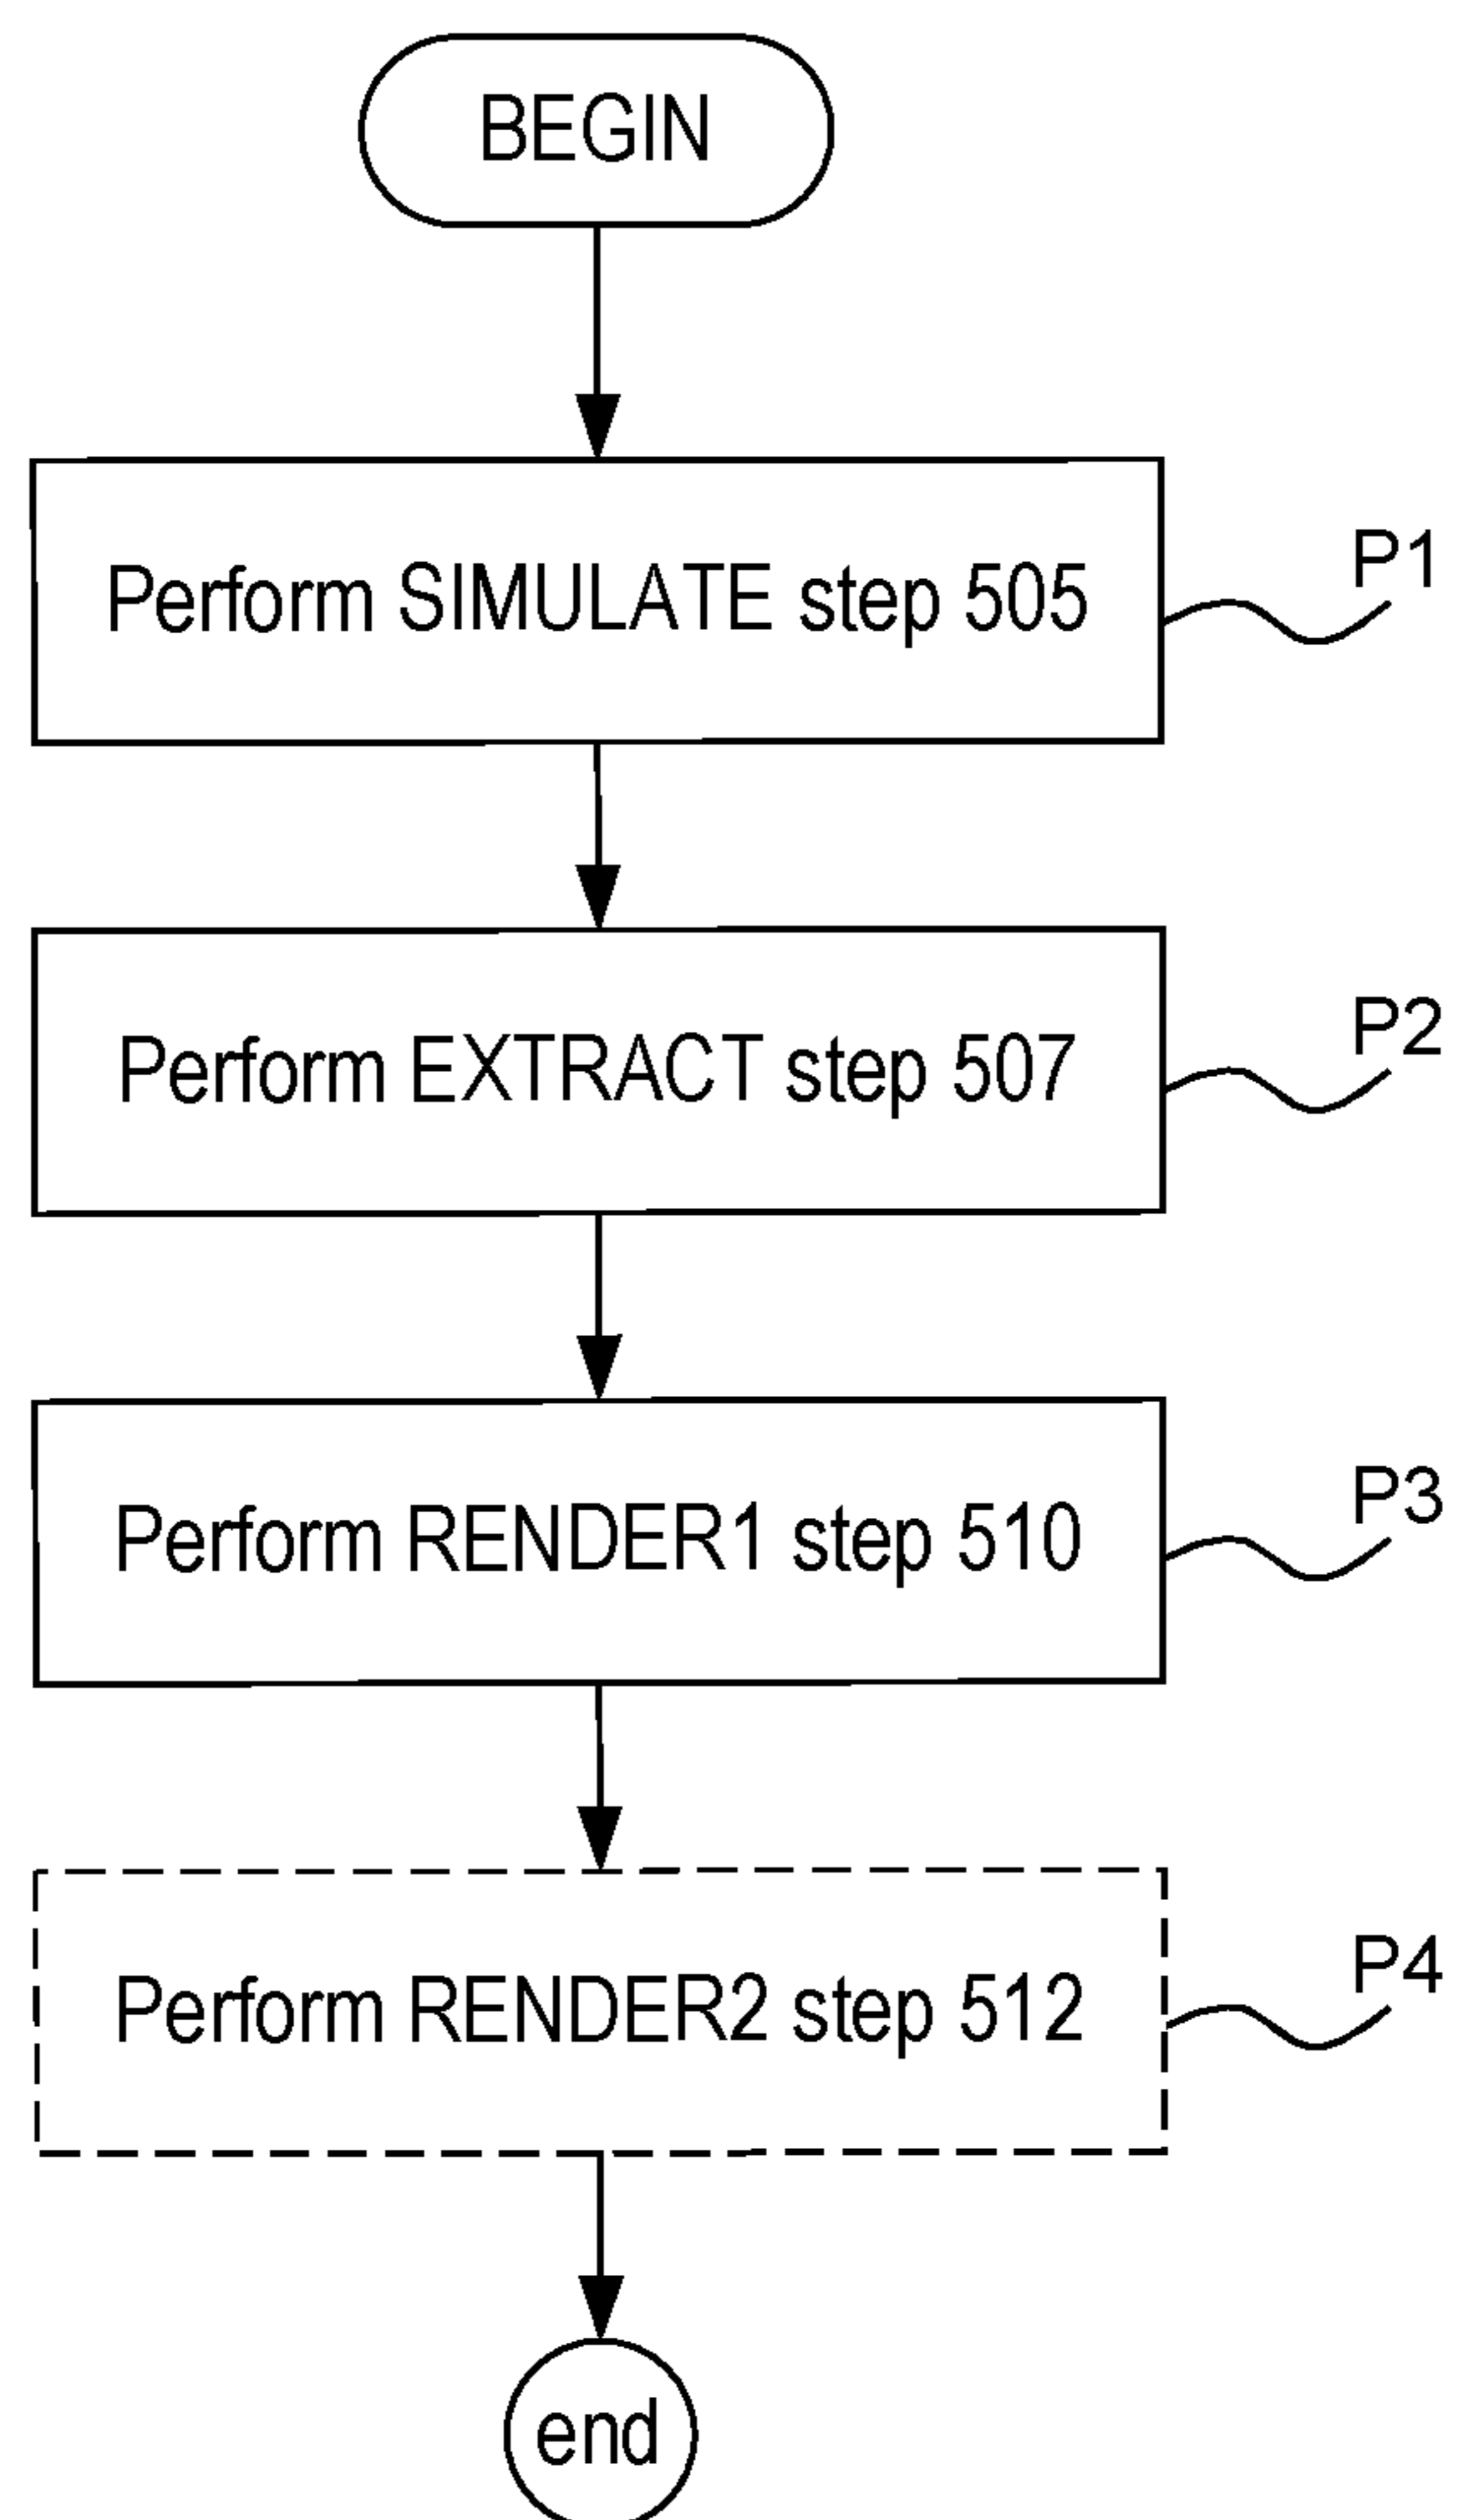 BEGIN
Perform SIMULATE step 505
P1
Perform EXTRACT step 507
P2
Perform RENDER1 step 510
P3
Perform RENDER2 step 512
P4
end